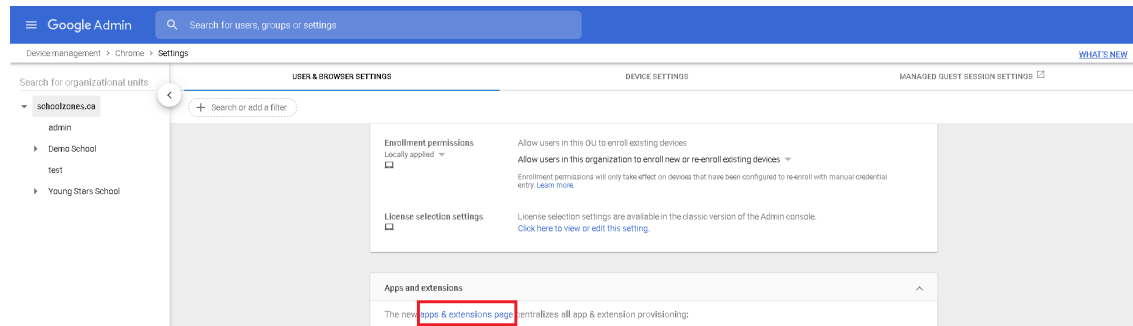 Google Admin
Search for users, groups or settings
Device management > Chrome > Settings
WHAT'S NEW
Search for organizational units
schoolzones.ca
admin
Demo School
test
Young Stars School
USER & BROWSER SETTINGS
DEVICE SETTINGS
MANAGED GUEST SESSION SETTINGS
+ Search or add a filter
Enrollment permissions
Locally applied
Allow users in this OU to enroll existing devices
Allow users in this organization to enroll new or re-enroll existing devices
Enrollment permissions will only take effect on devices that have been configured to re-enroll with manual credential
entry. Learn more.
License selection settings
License selection settings are available in the classic version of the Admin console.
Click here to view or edit this setting.
Apps and extensions
The new apps & extensions page centralizes all app & extension provisioning: